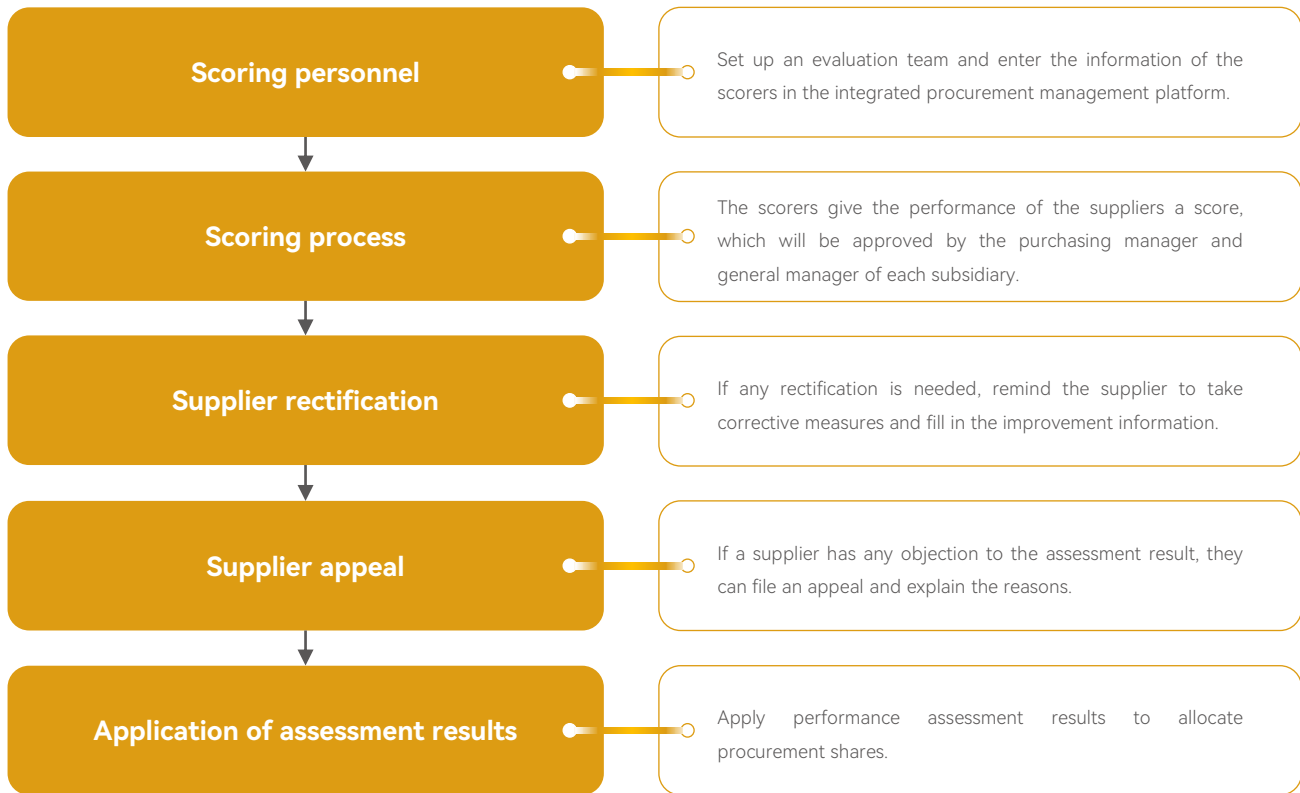 Scoring personnel
Set up an evaluation team and enter the information of the
scorers in the integrated procurement management platform.
Scoring process
The scorers give the performance of the suppliers a score,
which will be approved by the purchasing manager and
general manager of each subsidiary.
Supplier rectification
If any rectification is needed, remind the supplier to take
corrective measures and fill in the improvement information.
Supplier appeal
If a supplier has any objection to the assessment result, they
can file an appeal and explain the reasons.
Application of assessment results
Apply performance assessment results to allocate
procurement shares.